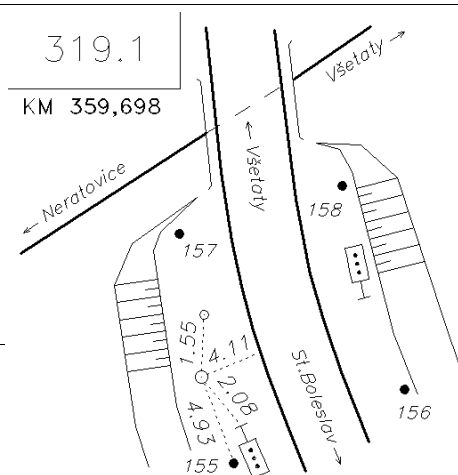 319.1
KM 359,698
Všetaty →
← Neratovice
← Všetaty
158
157
1.55
4.11
2.08
4.93
St.Boleslav →
156
155